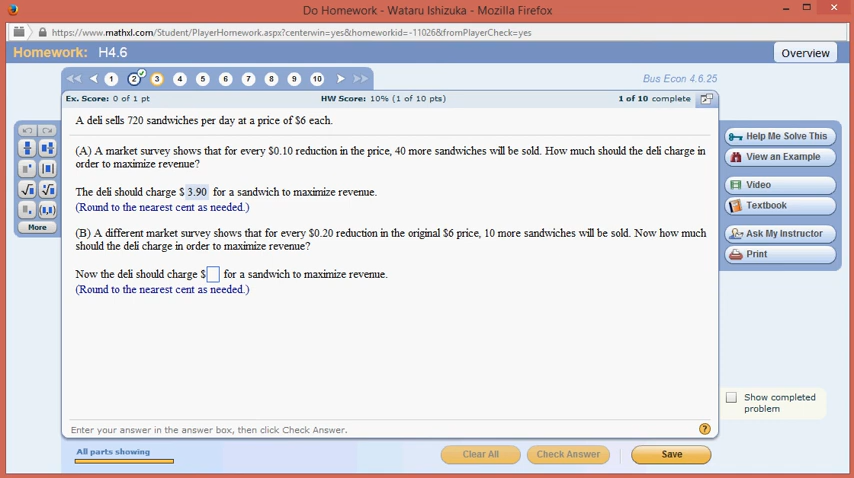 Do Homework - Wataru Ishizuka - Mozilla Firefox
https://www.mathxl.com/Student/PlayerHomework.aspx?centerwin=yes&homeworkid=-11026&fromPlayerCheck=yes
Homework: H4.6
Overview
1 2 3 4 5 6 7 8 9 10
Bus Econ 4.6.25
Ex. Score: 0 of 1 pt
HW Score: 10% (1 of 10 pts)
1 of 10 complete
A deli sells 720 sandwiches per day at a price of $6 each.
(A) A market survey shows that for every $0.10 reduction in the price, 40 more sandwiches will be sold. How much should the deli charge in
order to maximize revenue?
The deli should charge $ 3.90 for a sandwich to maximize revenue.
(Round to the nearest cent as needed.)
(B) A different market survey shows that for every $0.20 reduction in the original $6 price, 10 more sandwiches will be sold. Now how much
should the deli charge in order to maximize revenue?
Now the deli should charge $ for a sandwich to maximize revenue.
(Round to the nearest cent as needed.)
More
Help Me Solve This
View an Example
Video
Textbook
Ask My Instructor
Print
Show completed
problem
Enter your answer in the answer box, then click Check Answer.
?
All parts showing
Clear All
Check Answer
Save